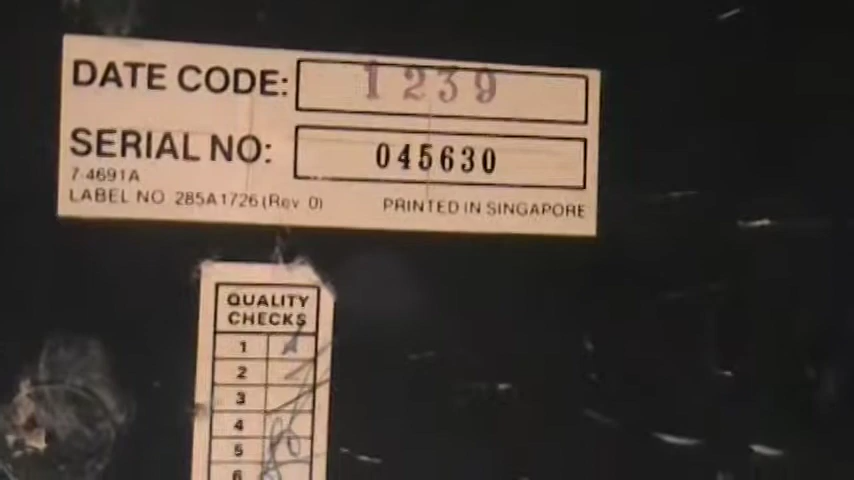 DATE CODE: 1239
SERIAL NO: 045630
7-4691A
LABEL NO 285A1726 (Rev 0) PRINTED IN SINGAPORE
QUALITY
CHECKS
1
2
3
4
5
6